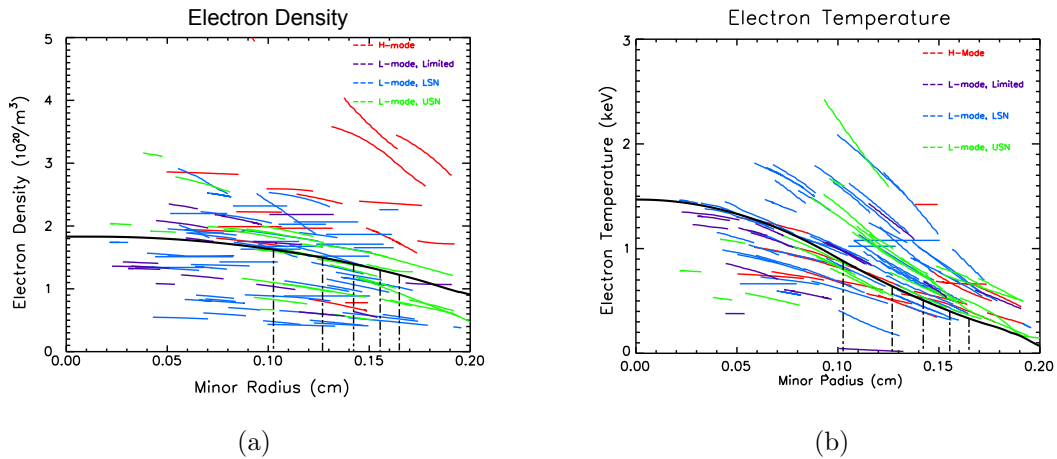 Electron Density
5
4
3
2
1
0
Electron Density (10²⁰/m³)
H-mode
L-mode, Limited
L-mode, LSN
L-mode, USN
0.00 0.05 0.10 0.15 0.20
Minor Radius (cm)
(a)
Electron Temperature
3
2
1
0
Electron Temperature (keV)
H-Mode
L-mode, Limited
L-mode, LSN
L-mode, USN
0.00 0.05 0.10 0.15 0.20
Minor Padius (cm)
(b)